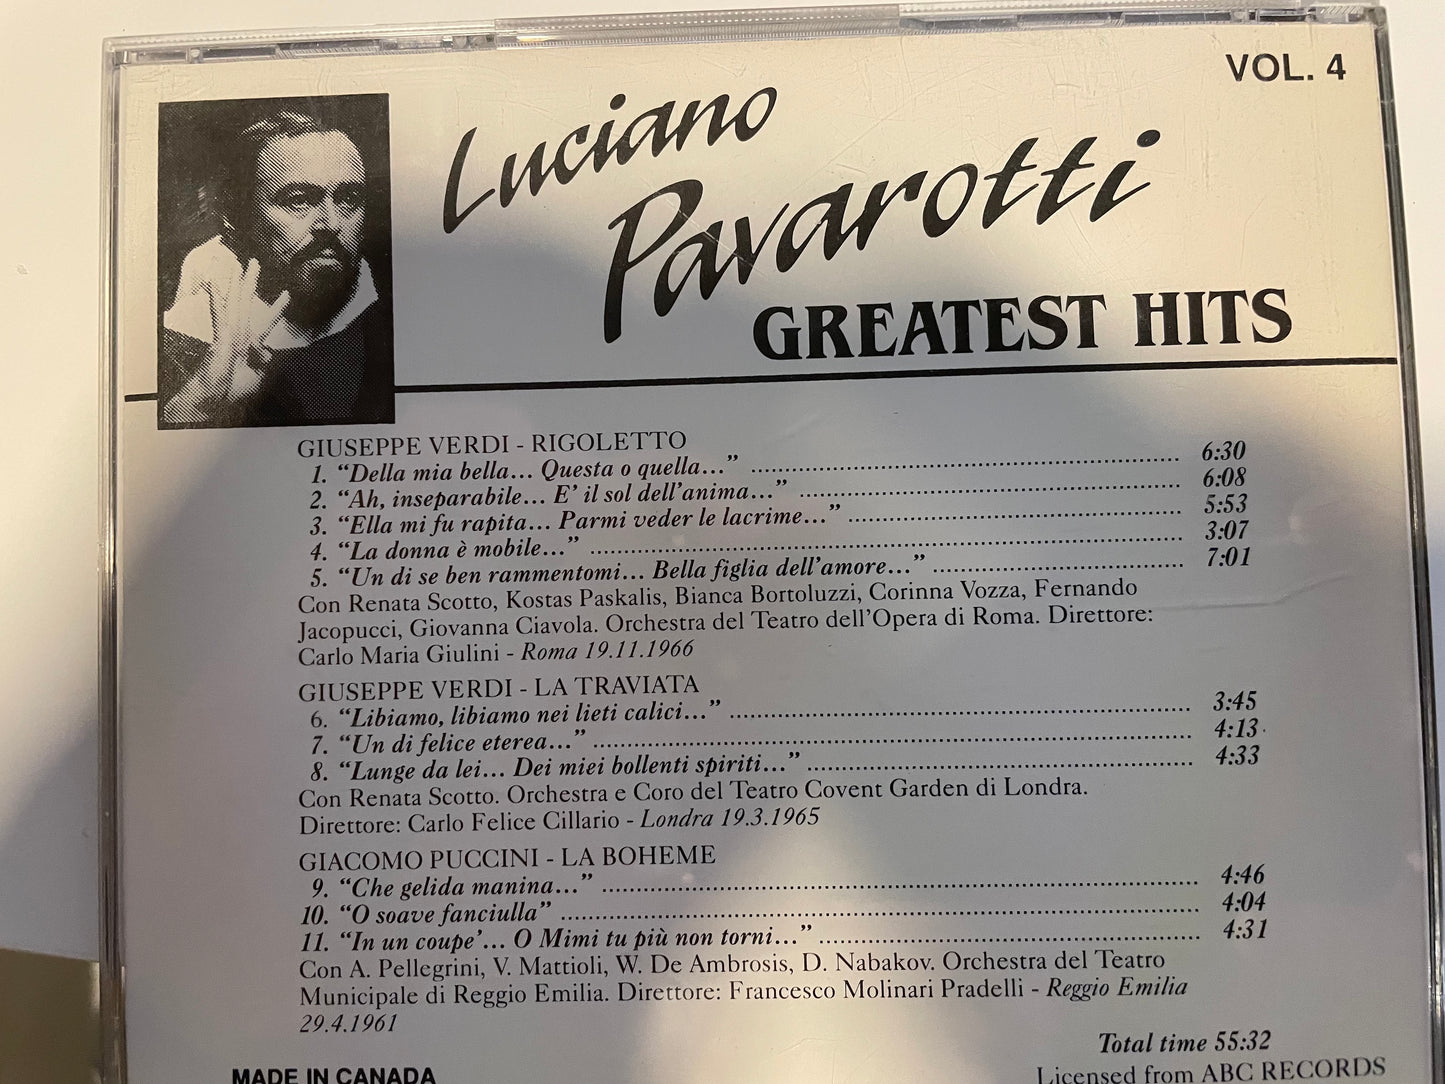 VOL. 4
Luciano
Pavarotti
GREATEST HITS
GIUSEPPE VERDI - RIGOLETTO
1. “Della mia bella... Questa o quella...” 6:30
2. “Ah, inseparabile... E’ il sol dell’anima...” 6:08
3. “Ella mi fu rapita... Parmi veder le lacrime...” 5:53
4. “La donna è mobile...” 3:07
5. “Un di se ben rammentomi... Bella figlia dell’amore...” 7:01
Con Renata Scotto, Kostas Paskalis, Bianca Bortoluzzi, Corinna Vozza, Fernando
Jacopucci, Giovanna Ciavola. Orchestra del Teatro dell’Opera di Roma. Direttore:
Carlo Maria Giulini - Roma 19.11.1966
GIUSEPPE VERDI - LA TRAVIATA
6. “Libiamo, libiamo nei lieti calici...” 3:45
7. “Un di felice eterea...” 4:13
8. “Lunge da lei... Dei miei bollenti spiriti...” 4:33
Con Renata Scotto. Orchestra e Coro del Teatro Covent Garden di Londra.
Direttore: Carlo Felice Cillario - Londra 19.3.1965
GIACOMO PUCCINI - LA BOHEME
9. “Che gelida manina...” 4:46
10. “O soave fanciulla” 4:04
11. “In un coupe’... O Mimi tu più non torni...” 4:31
Con A. Pellegrini, V. Mattioli, W. De Ambrosis, D. Nabakov. Orchestra del Teatro
Municipale di Reggio Emilia. Direttore: Francesco Molinari Pradelli - Reggio Emilia
29.4.1961
Total time 55:32
MADE IN CANADA
Licensed from ABC RECORDS